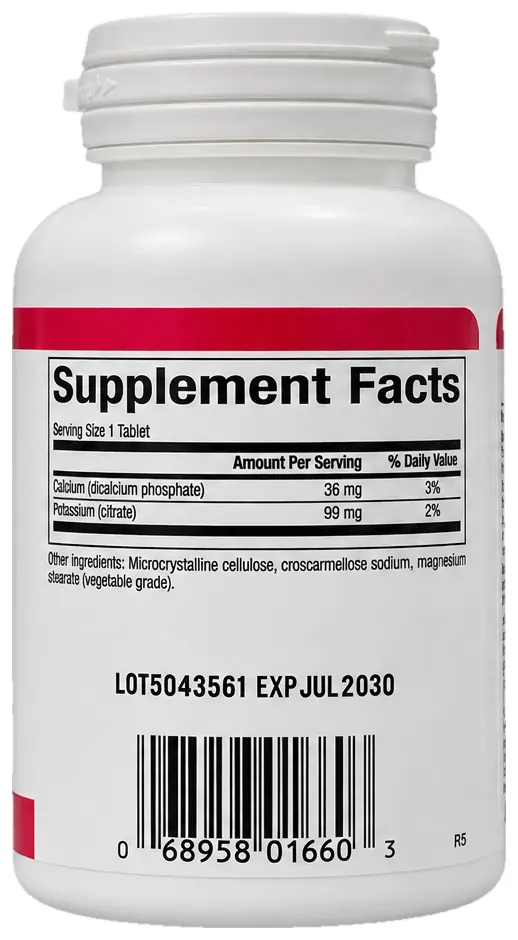 Supplement Facts
Serving Size 1 Tablet
Amount Per Serving % Daily Value
Calcium (dicalcium phosphate) 36 mg 3%
Potassium (citrate) 99 mg 2%
Other ingredients: Microcrystalline cellulose, croscarmellose sodium, magnesium
stearate (vegetable grade).
LOT5043561 EXP JUL 2030
0 68958 01660 3
R5